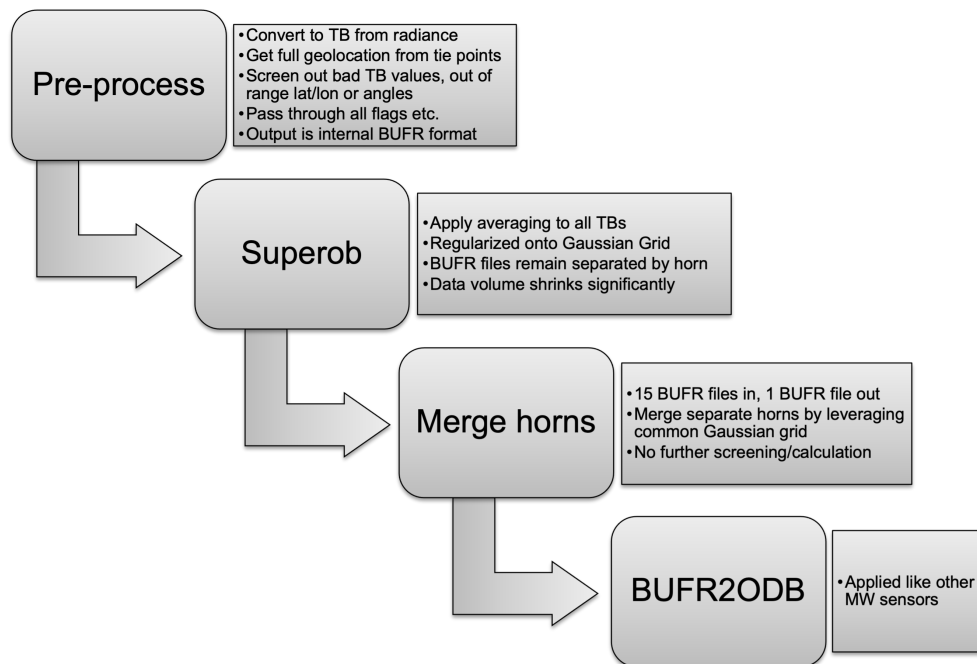 Pre-process
•Convert to TB from radiance
•Get full geolocation from tie points
•Screen out bad TB values, out of
range lat/lon or angles
•Pass through all flags etc.
•Output is internal BUFR format
Superob
•Apply averaging to all TBs
•Regularized onto Gaussian Grid
•BUFR files remain separated by horn
•Data volume shrinks significantly
Merge horns
•15 BUFR files in, 1 BUFR file out
•Merge separate horns by leveraging
common Gaussian grid
•No further screening/calculation
BUFR2ODB
•Applied like other
MW sensors